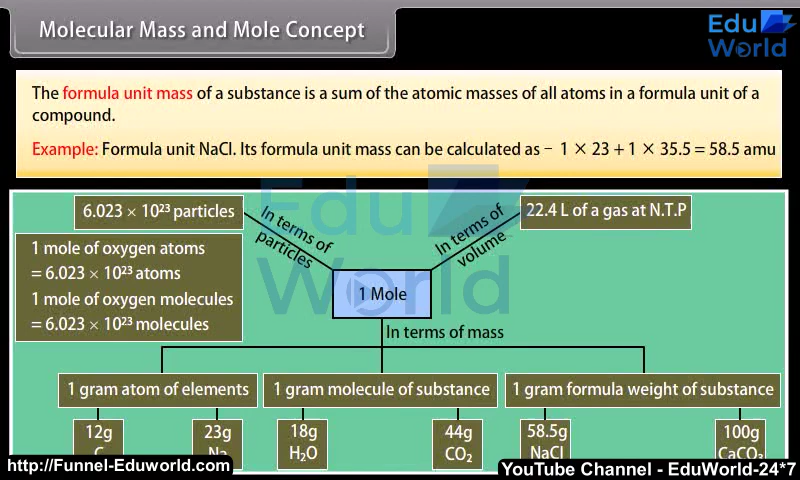 Molecular Mass and Mole Concept
Edu
World
The formula unit mass of a substance is a sum of the atomic masses of all atoms in a formula unit of a
compound.
Example: Formula unit NaCl. Its formula unit mass can be calculated as – 1 × 23 + 1 × 35.5 = 58.5 amu
Edu
World
6.023 × 10²³ particles
In terms of
particles
In terms of
volume
22.4 L of a gas at N.T.P
1 mole of oxygen atoms
= 6.023 × 10²³ atoms
1 mole of oxygen molecules
= 6.023 × 10²³ molecules
1 Mole
In terms of mass
1 gram atom of elements
1 gram molecule of substance
1 gram formula weight of substance
12g
C
23g
Na
18g
H₂O
44g
CO₂
58.5g
NaCl
100g
CaCO₃
http://Funnel-Eduworld.com
YouTube Channel - EduWorld-24*7